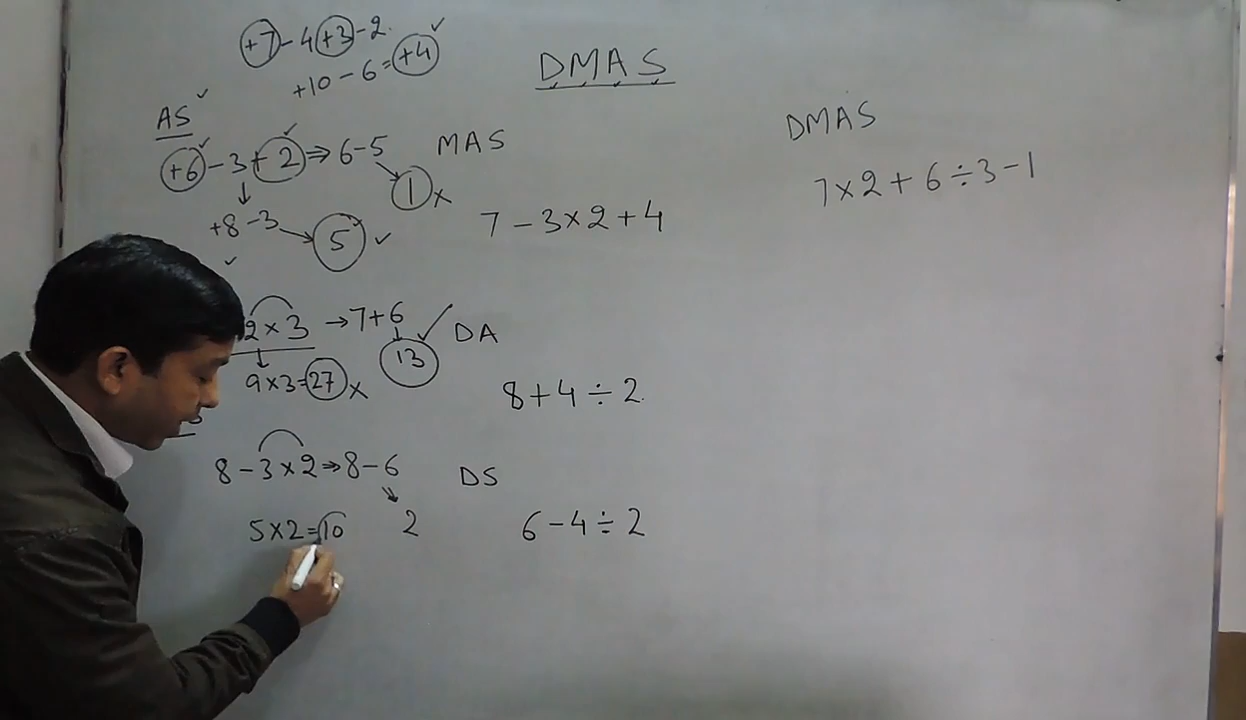 +7-4+3-2
+10-6=+4 ✓
DMAS
AS ✓
+6-3+2⇒6-5
↓
1 ×
+8-3→5 ✓
MAS
7-3×2+4
DMAS
7×2+6÷3-1
2×3→7+6
↓
13 ✓
9×3=27 ×
DA
8+4÷2
8-3×2⇒8-6
2
5×2=10
DS
6-4÷2